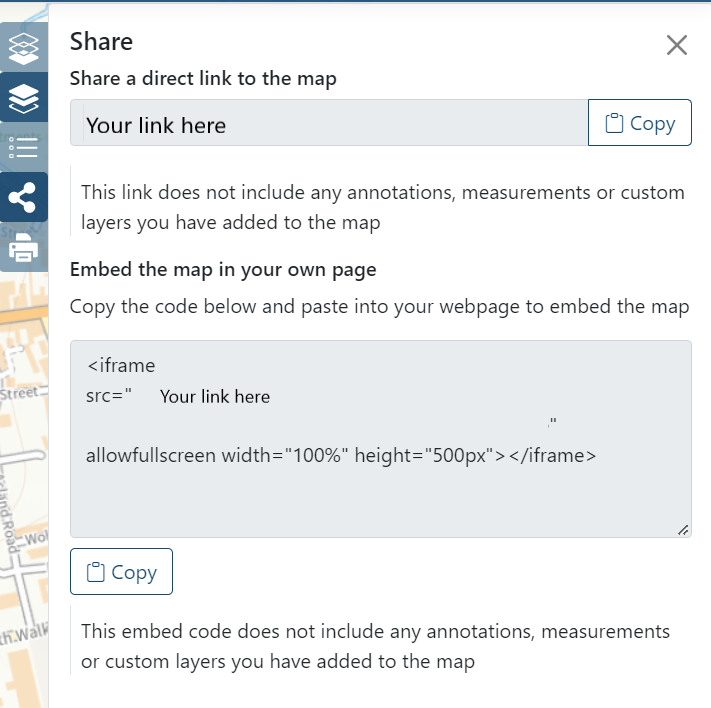 Share
Share a direct link to the map
Your link here
Copy
This link does not include any annotations, measurements or custom
layers you have added to the map
Embed the map in your own page
Copy the code below and paste into your webpage to embed the map
<iframe
src=" Your link here
"
allowfullscreen width="100%" height="500px"></iframe>
Copy
This embed code does not include any annotations, measurements
or custom layers you have added to the map
Street
Road